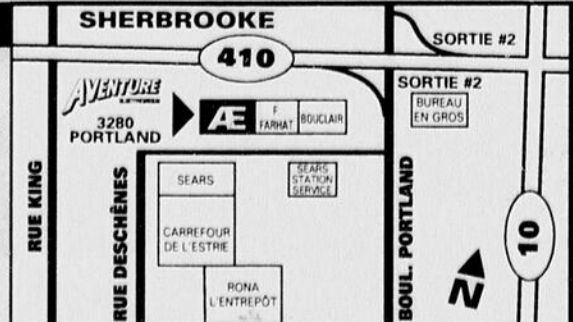 SHERBROOKE
SORTIE #2
410
AVENTURE
3280
PORTLAND
Æ
F
FARHAT
BOUCLAIR
SORTIE #2
BUREAU
EN GROS
SEARS
SEARS
STATION
SERVICE
CARREFOUR
DE L'ESTRIE
RONA
L'ENTREPÔT
RUE KING
RUE DESCHÊNES
BOUL. PORTLAND
10
N